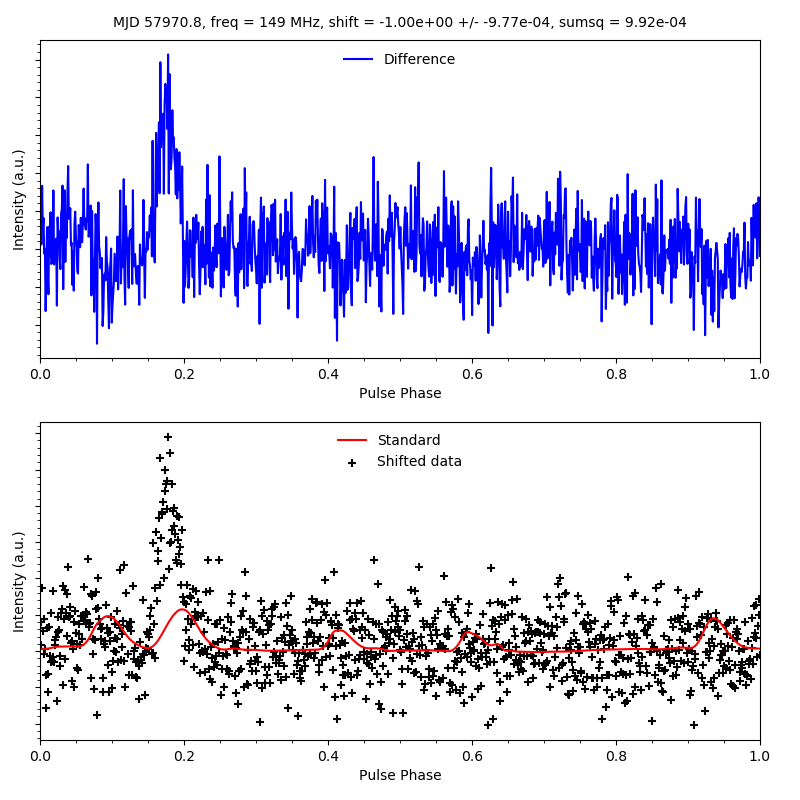 MJD 57970.8, freq = 149 MHz, shift = -1.00e+00 +/- -9.77e-04, sumsq = 9.92e-04
Difference
Intensity (a.u.)
0.0 0.2 0.4 0.6 0.8 1.0
Pulse Phase
Standard
Shifted data
Intensity (a.u.)
0.0 0.2 0.4 0.6 0.8 1.0
Pulse Phase